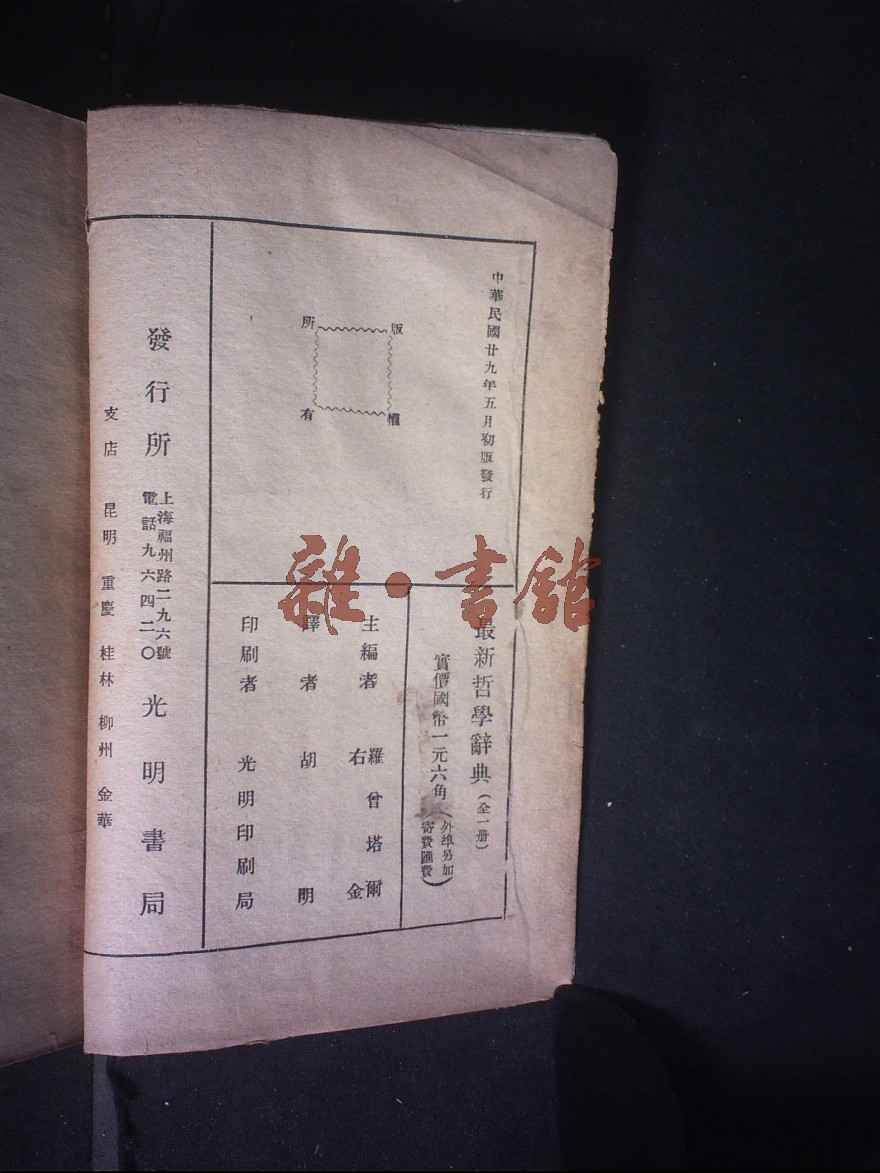 中華民國廿九年五月初版發行
版權所有
最新哲學辭典(全一册)
實價國幣一元六角(外埠另加寄費匯費)
主編者 羅曾塔爾 右金
譯者 胡明
印刷者 光明印刷局
發行所 上海福州路二九六號 電話九六四二〇 光明書局
支店 昆明 重慶 桂林 柳州 金華
雜·書館